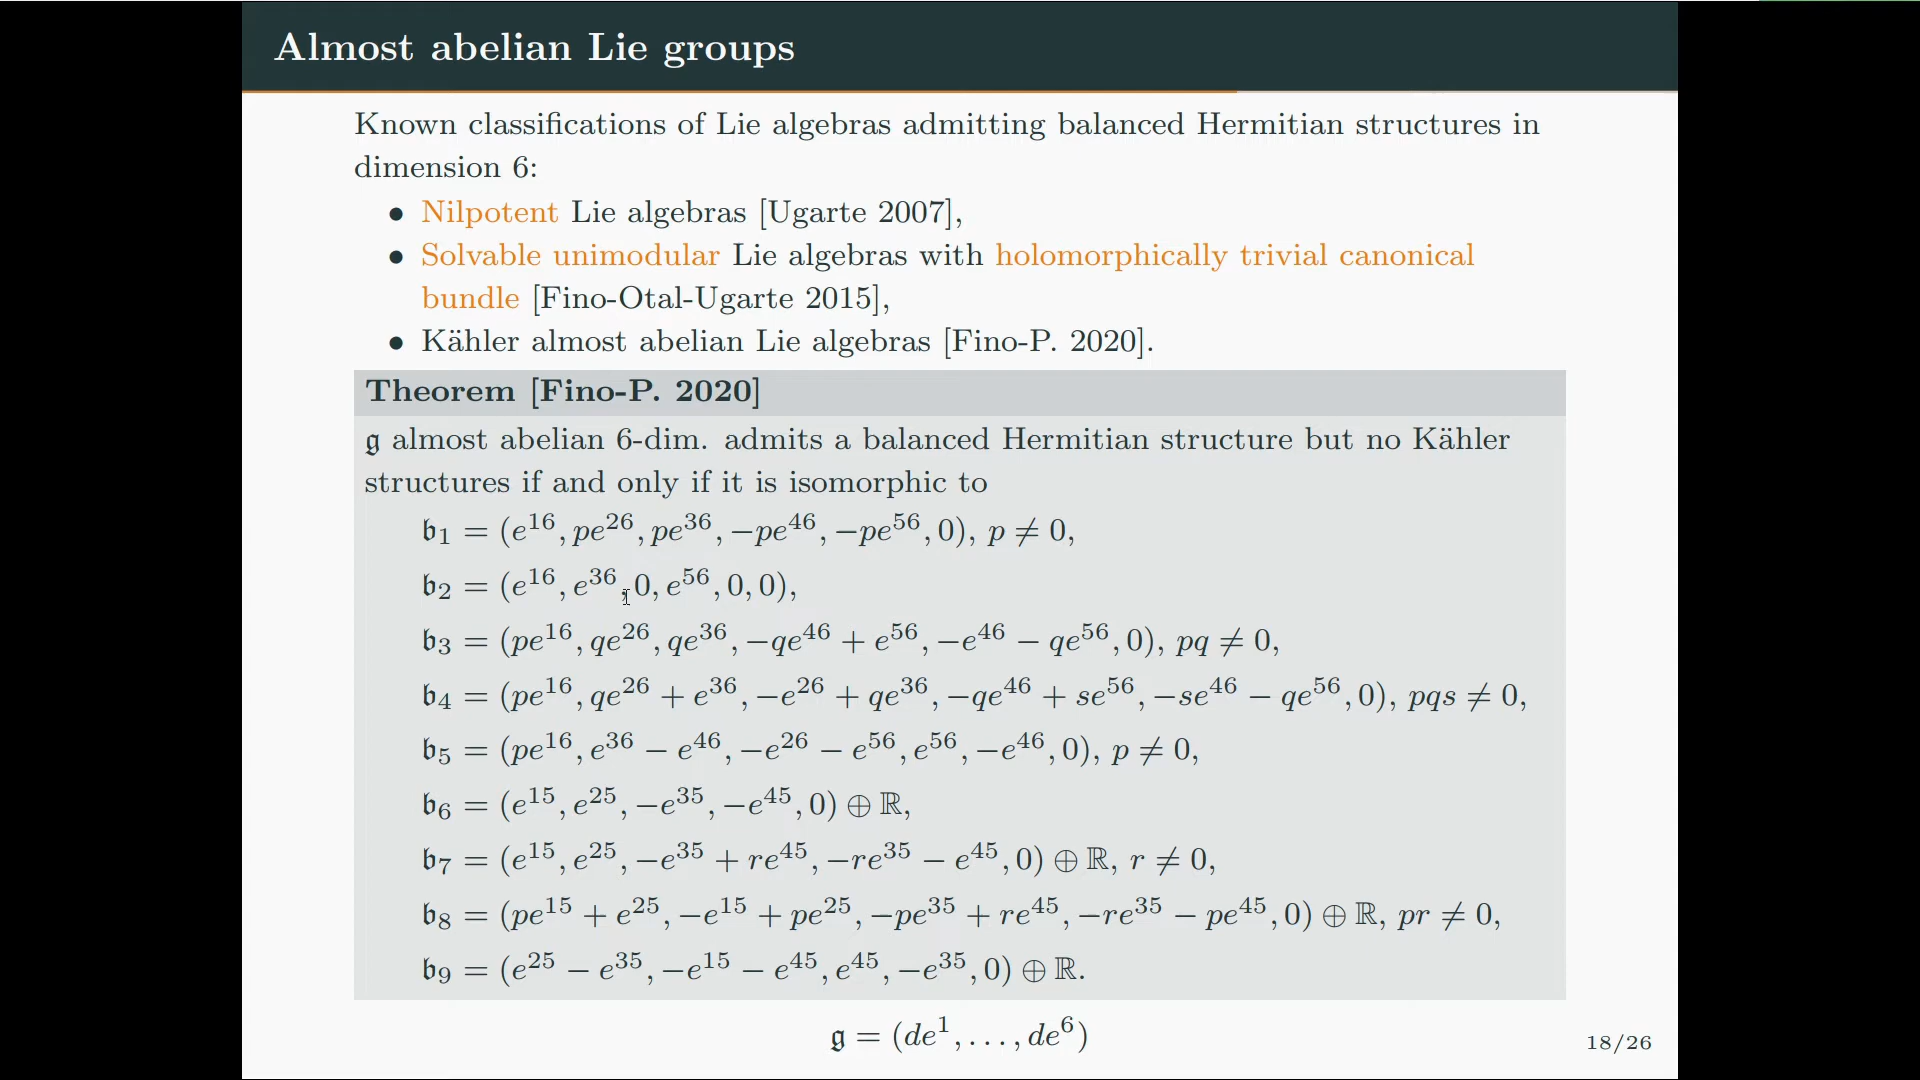 Almost abelian Lie groups
Known classifications of Lie algebras admitting balanced Hermitian structures in
dimension 6:
• Nilpotent Lie algebras [Ugarte 2007],
• Solvable unimodular Lie algebras with holomorphically trivial canonical
bundle [Fino-Otal-Ugarte 2015],
• Kähler almost abelian Lie algebras [Fino-P. 2020].
Theorem [Fino-P. 2020]
𝔤 almost abelian 6-dim. admits a balanced Hermitian structure but no Kähler
structures if and only if it is isomorphic to
𝔟₁ = (e¹⁶, pe²⁶, pe³⁶, −pe⁴⁶, −pe⁵⁶, 0), p ≠ 0,
𝔟₂ = (e¹⁶, e³⁶, 0, e⁵⁶, 0, 0),
𝔟₃ = (pe¹⁶, qe²⁶, qe³⁶, −qe⁴⁶ + e⁵⁶, −e⁴⁶ − qe⁵⁶, 0), pq ≠ 0,
𝔟₄ = (pe¹⁶, qe²⁶ + e³⁶, −e²⁶ + qe³⁶, −qe⁴⁶ + se⁵⁶, −se⁴⁶ − qe⁵⁶, 0), pqs ≠ 0,
𝔟₅ = (pe¹⁶, e³⁶ − e⁴⁶, −e²⁶ − e⁵⁶, e⁵⁶, −e⁴⁶, 0), p ≠ 0,
𝔟₆ = (e¹⁵, e²⁵, −e³⁵, −e⁴⁵, 0) ⊕ ℝ,
𝔟₇ = (e¹⁵, e²⁵, −e³⁵ + re⁴⁵, −re³⁵ − e⁴⁵, 0) ⊕ ℝ, r ≠ 0,
𝔟₈ = (pe¹⁵ + e²⁵, −e¹⁵ + pe²⁵, −pe³⁵ + re⁴⁵, −re³⁵ − pe⁴⁵, 0) ⊕ ℝ, pr ≠ 0,
𝔟₉ = (e²⁵ − e³⁵, −e¹⁵ − e⁴⁵, e⁴⁵, −e³⁵, 0) ⊕ ℝ.
𝔤 = (de¹, . . . , de⁶)
18/26